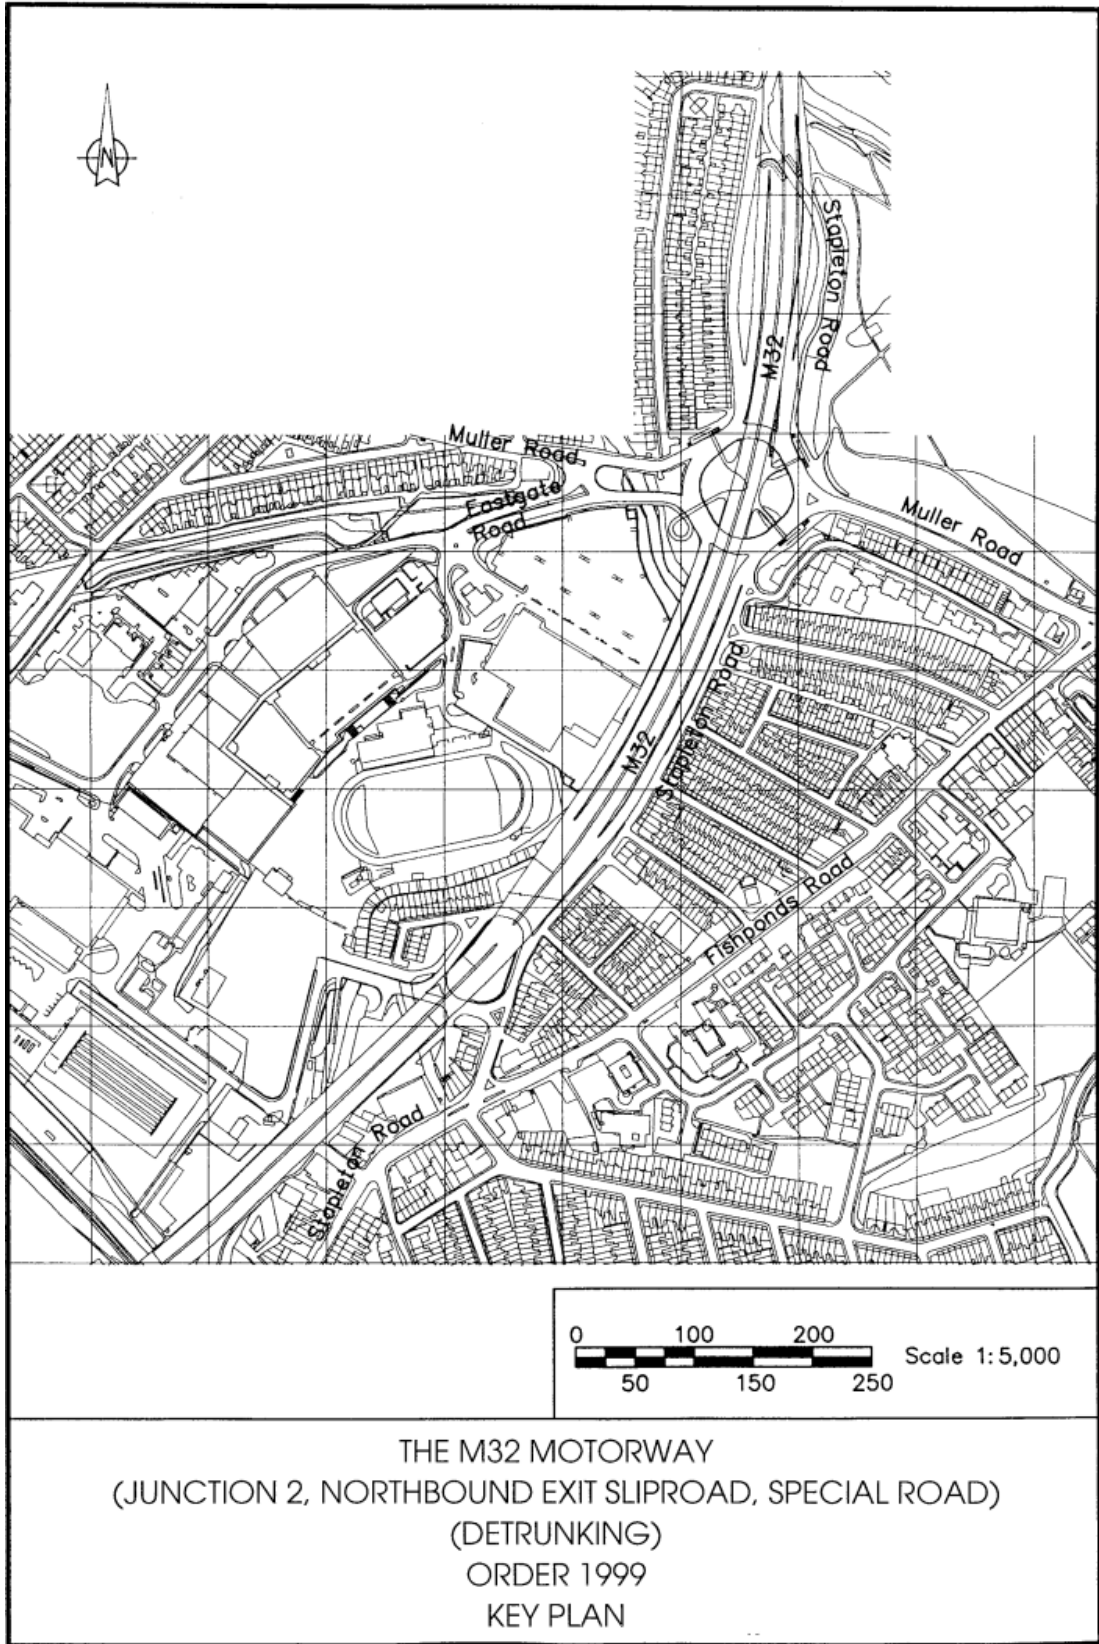 N
Stapleton Road
M32
Muller Road
Eastgate
Road
Muller Road
Stapleton Road
M32
Fishponds Road
Stapleton Road
0 100 200
50 150 250
Scale 1:5,000
THE M32 MOTORWAY
(JUNCTION 2, NORTHBOUND EXIT SLIPROAD, SPECIAL ROAD)
(DETRUNKING)
ORDER 1999
KEY PLAN